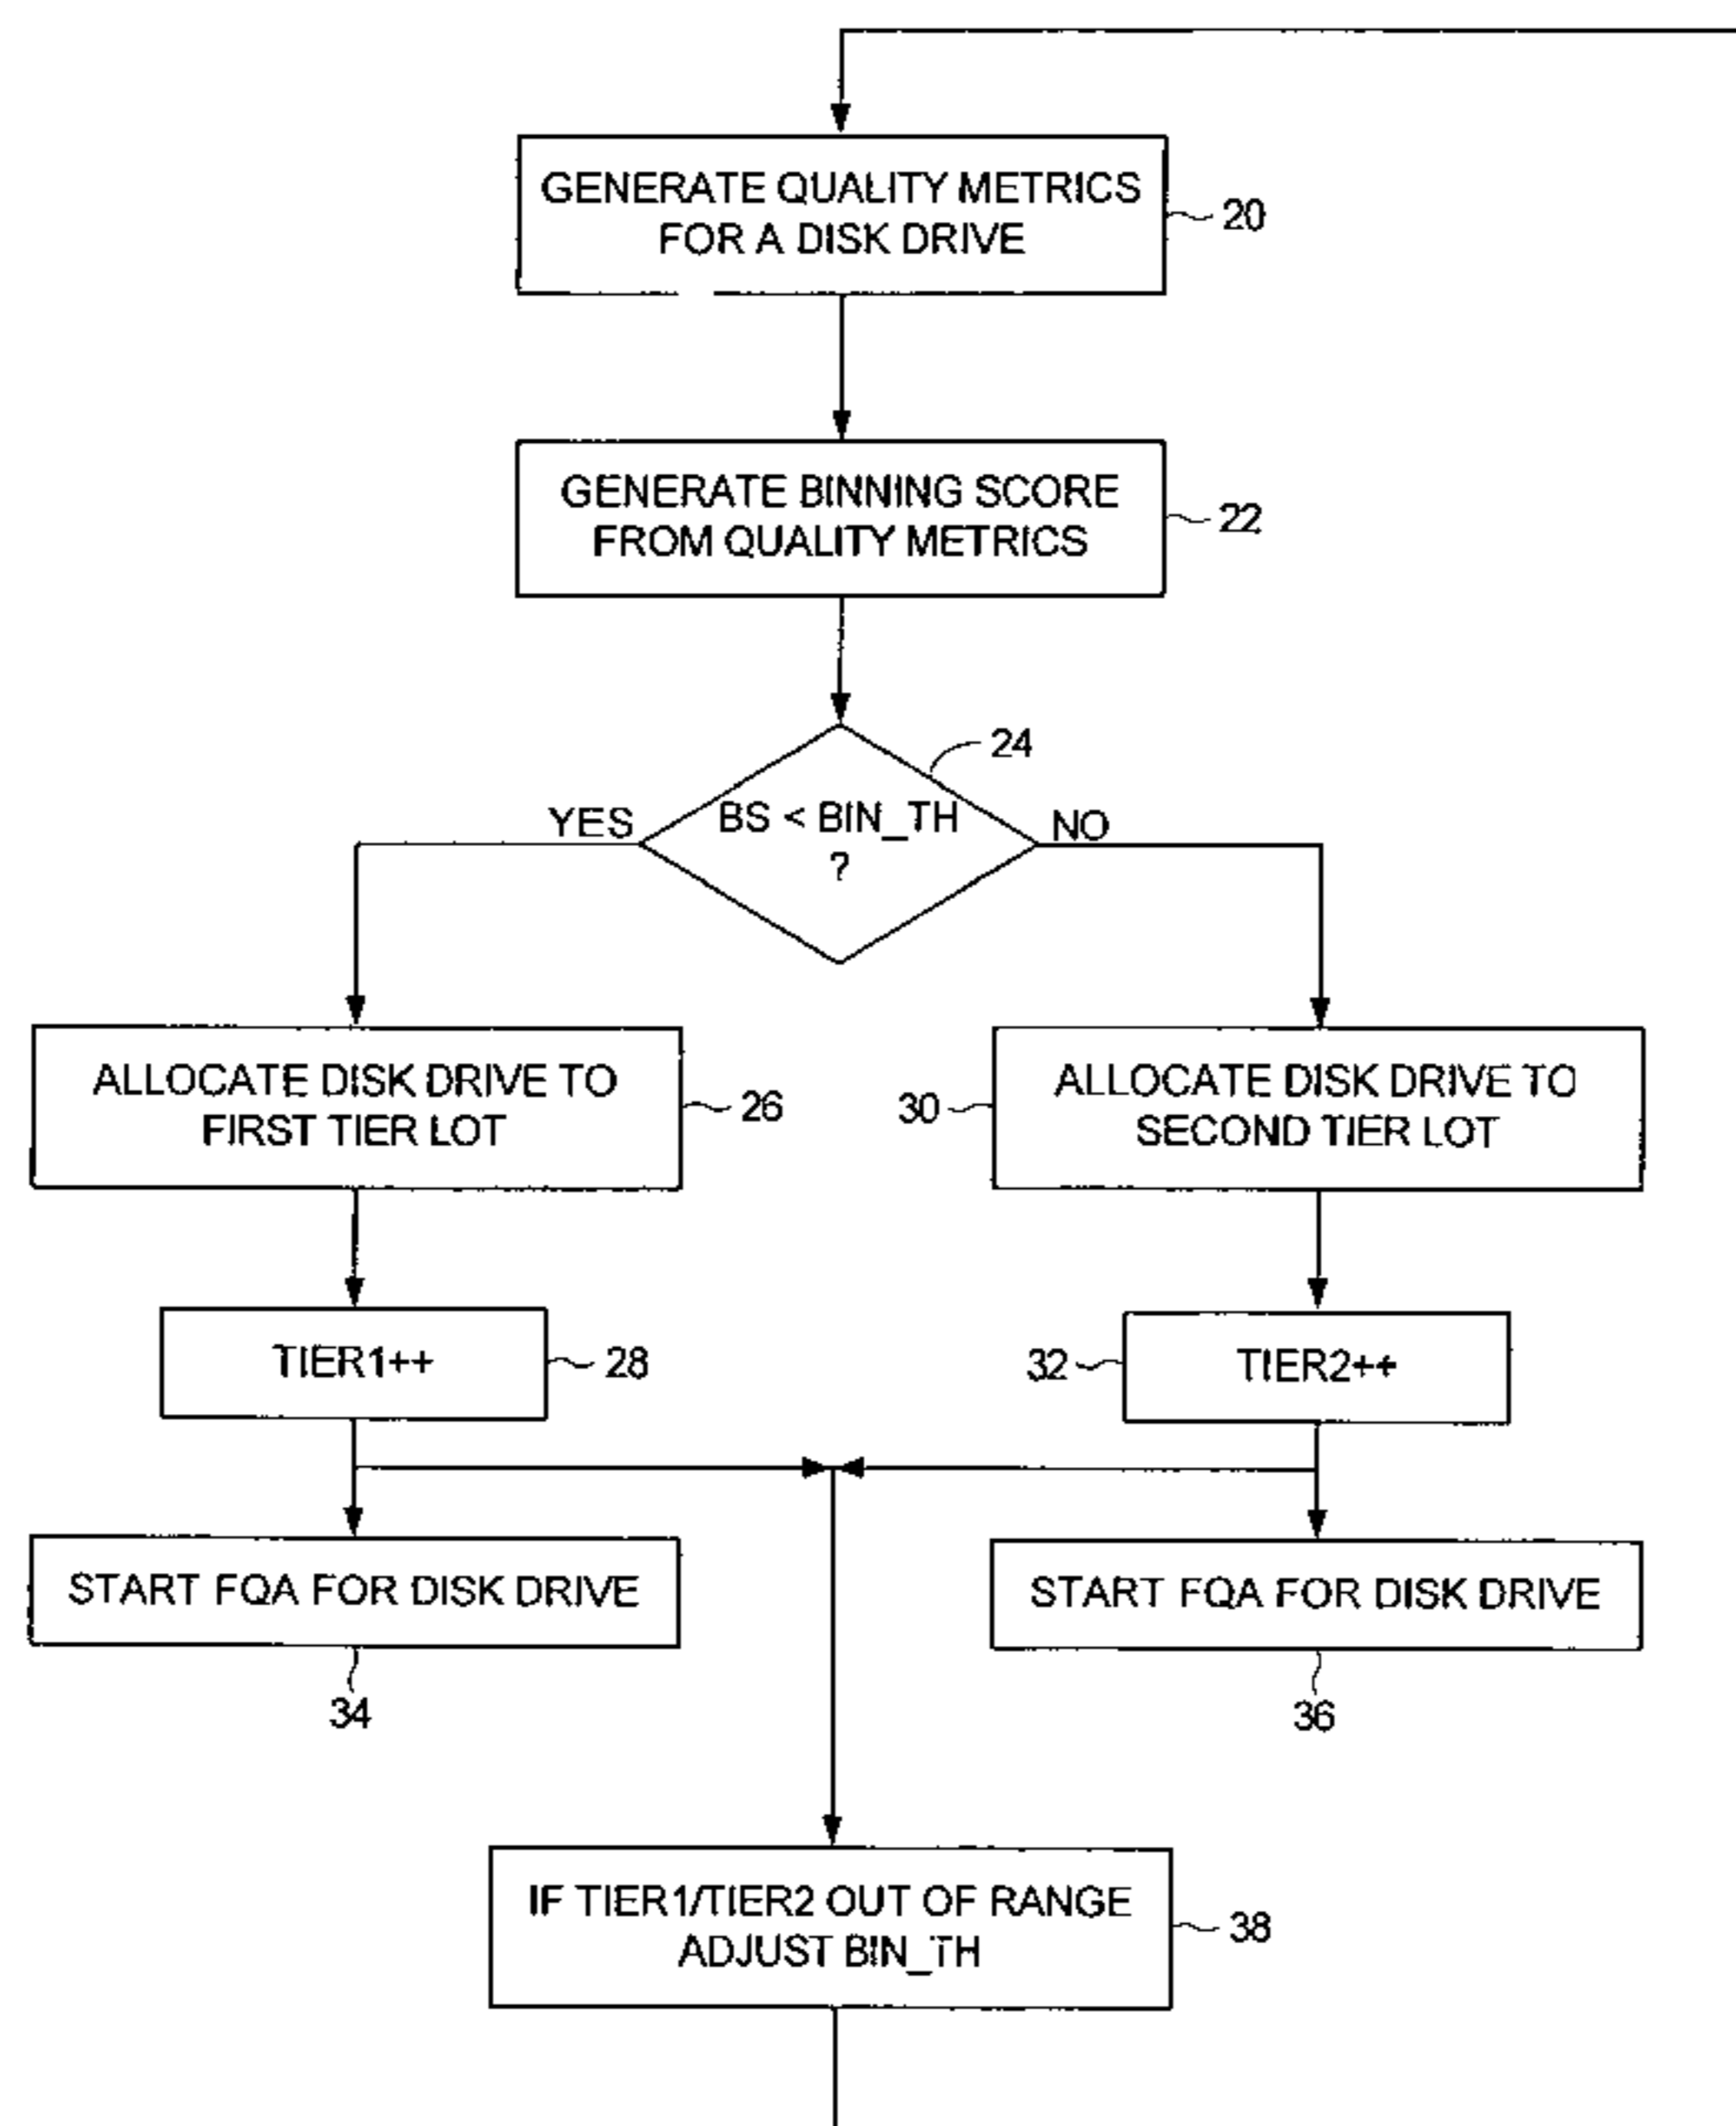 GENERATE QUALITY METRICS
FOR A DISK DRIVE
20
GENERATE BINNING SCORE
FROM QUALITY METRICS
22
24
YES
BS < BIN_TH
?
NO
ALLOCATE DISK DRIVE TO
FIRST TIER LOT
26
30
ALLOCATE DISK DRIVE TO
SECOND TIER LOT
TIER1++
28
32
TIER2++
START FQA FOR DISK DRIVE
34
START FQA FOR DISK DRIVE
36
IF TIER1/TIER2 OUT OF RANGE
ADJUST BIN_TH
38